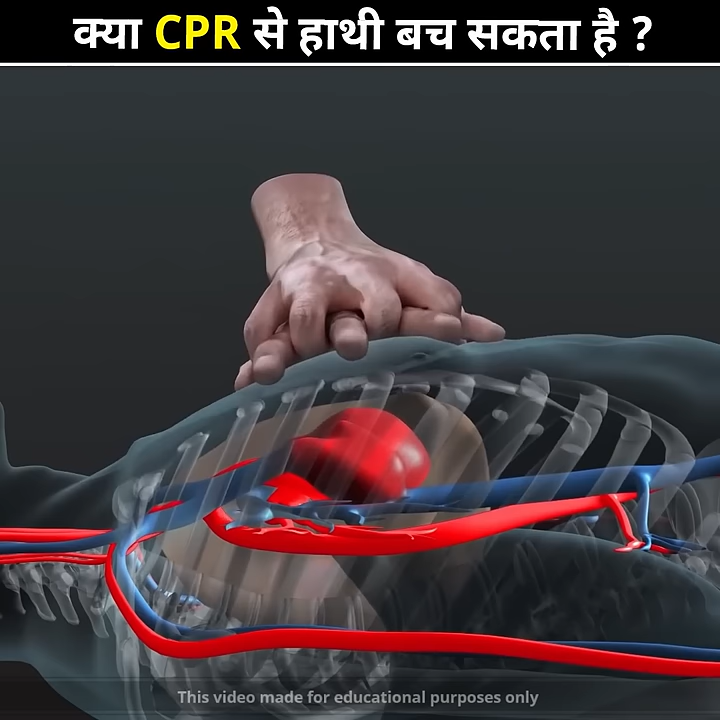 क्या CPR से हाथी बच सकता है ?
This video made for educational purposes only